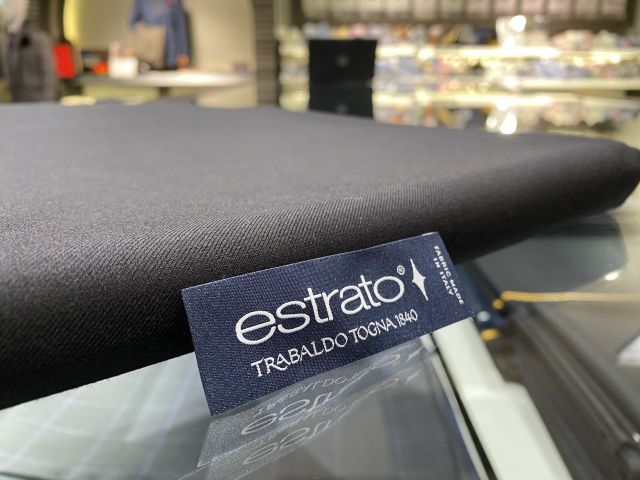 estrato®
TRABALDO TOGNA 1840
FABRIC MADE
IN ITALY